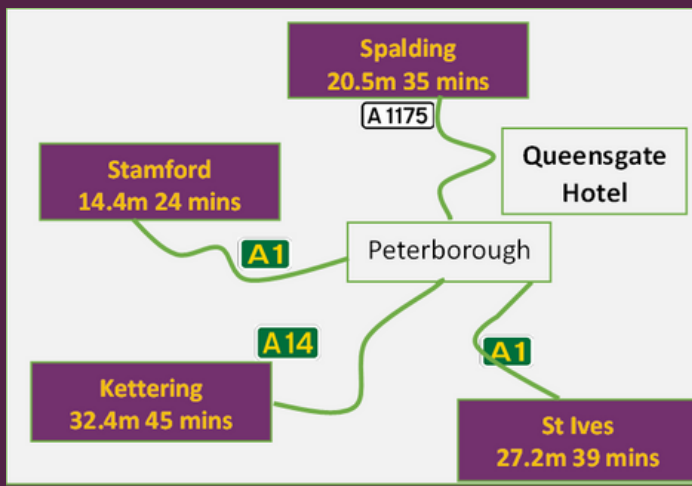 Spalding
20.5m 35 mins
A 1175
Queensgate
Hotel
Stamford
14.4m 24 mins
A1
Peterborough
A14
A1
Kettering
32.4m 45 mins
St Ives
27.2m 39 mins